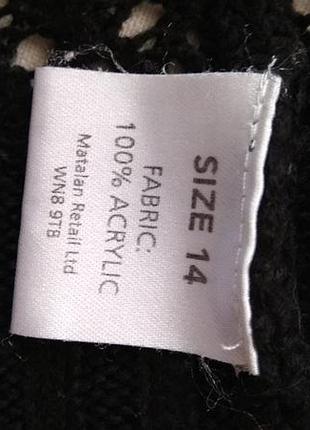 SIZE 14
FABRIC:
100% ACRYLIC
Matalan Retail Ltd
WN8 9TB